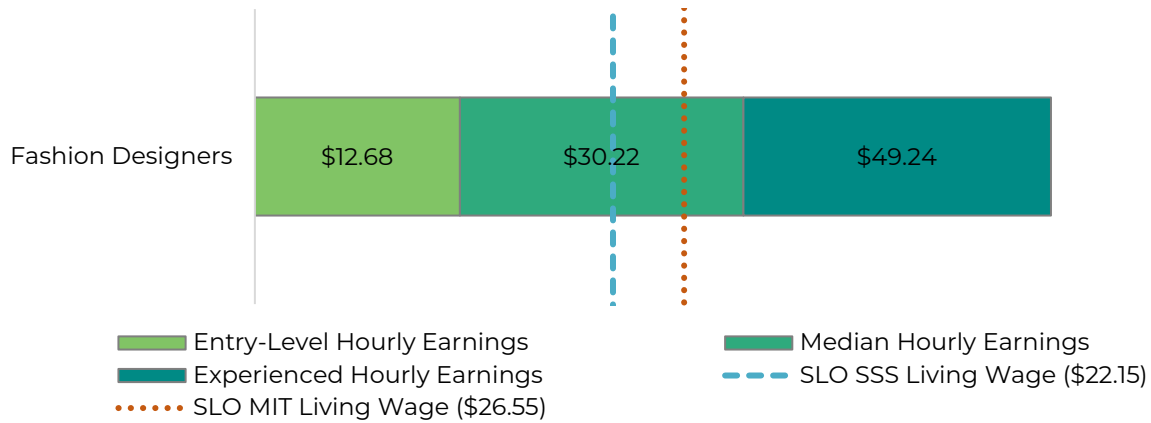 Fashion Designers $12.68 $30.22 $49.24
Entry-Level Hourly Earnings Median Hourly Earnings
Experienced Hourly Earnings SLO SSS Living Wage ($22.15)
SLO MIT Living Wage ($26.55)